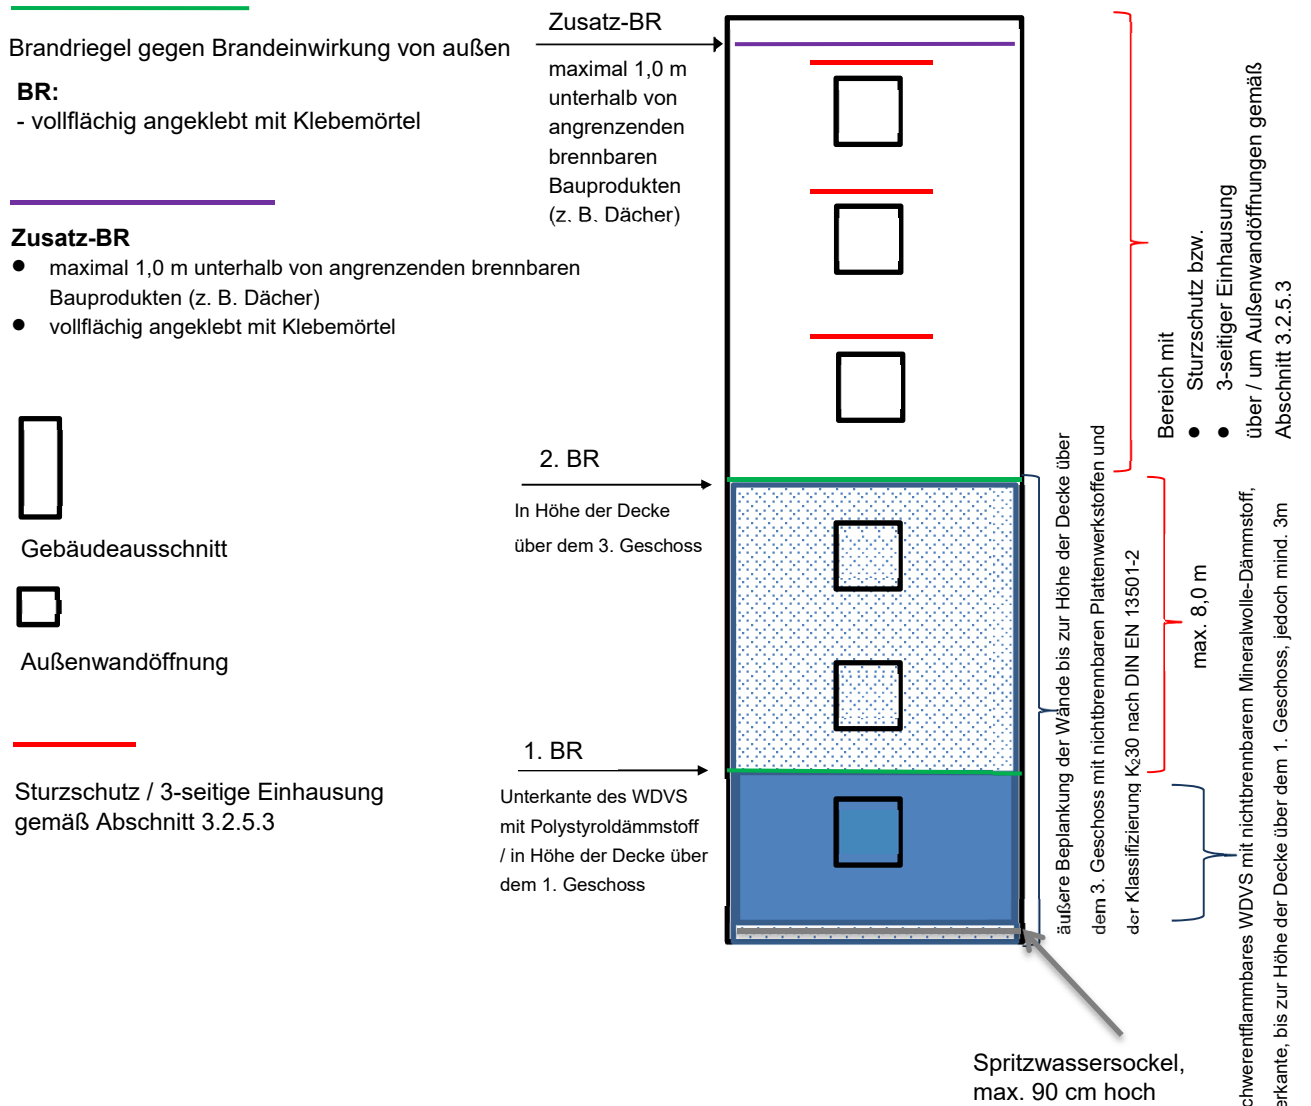 Brandriegel gegen Brandeinwirkung von außen
BR:
- vollflächig angeklebt mit Klebemörtel
Zusatz-BR
● maximal 1,0 m unterhalb von angrenzenden brennbaren
Bauprodukten (z. B. Dächer)
● vollflächig angeklebt mit Klebemörtel
Gebäudeausschnitt
Außenwandöffnung
Sturzschutz / 3-seitige Einhausung
gemäß Abschnitt 3.2.5.3
Zusatz-BR
maximal 1,0 m
unterhalb von
angrenzenden
brennbaren
Bauprodukten
(z. B. Dächer)
2. BR
In Höhe der Decke
über dem 3. Geschoss
1. BR
Unterkante des WDVS
mit Polystyroldämmstoff
/ in Höhe der Decke über
dem 1. Geschoss
Bereich mit
● Sturzschutz bzw.
● 3-seitiger Einhausung
über / um Außenwandöffnungen gemäß
Abschnitt 3.2.5.3
äußere Beplankung der Wände bis zur Höhe der Decke über
dem 3. Geschoss mit nichtbrennbaren Plattenwerkstoffen und
der Klassifizierung K₂30 nach DIN EN 13501-2
max. 8,0 m
chwerentflammbares WDVS mit nichtbrennbarem Mineralwolle-Dämmstoff,
erkante, bis zur Höhe der Decke über dem 1. Geschoss, jedoch mind. 3m
Spritzwassersockel,
max. 90 cm hoch